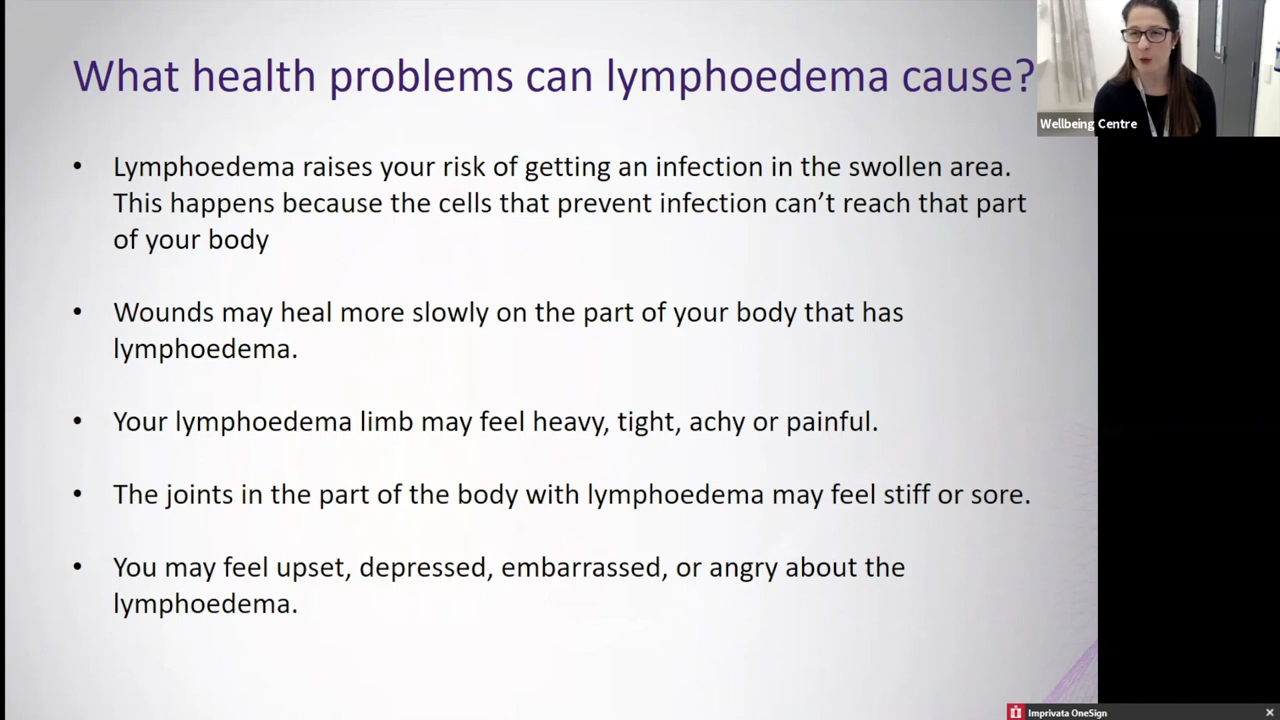 What health problems can lymphoedema cause?
Wellbeing Centre
• Lymphoedema raises your risk of getting an infection in the swollen area.
This happens because the cells that prevent infection can’t reach that part
of your body
• Wounds may heal more slowly on the part of your body that has
lymphoedema.
• Your lymphoedema limb may feel heavy, tight, achy or painful.
• The joints in the part of the body with lymphoedema may feel stiff or sore.
• You may feel upset, depressed, embarrassed, or angry about the
lymphoedema.
Imprivata OneSign